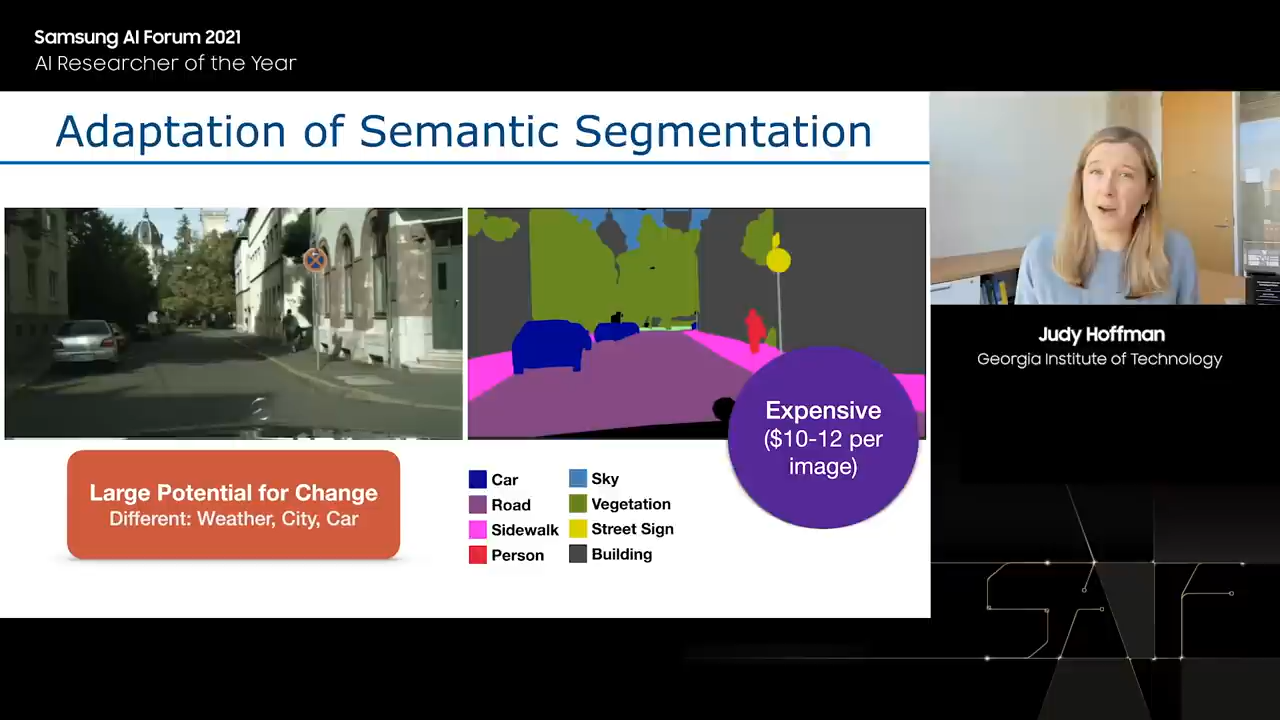 Samsung AI Forum 2021
AI Researcher of the Year
Adaptation of Semantic Segmentation
Expensive
($10-12 per
image)
Large Potential for Change
Different: Weather, City, Car
Car
Road
Sidewalk
Person
Sky
Vegetation
Street Sign
Building
Judy Hoffman
Georgia Institute of Technology
SAF